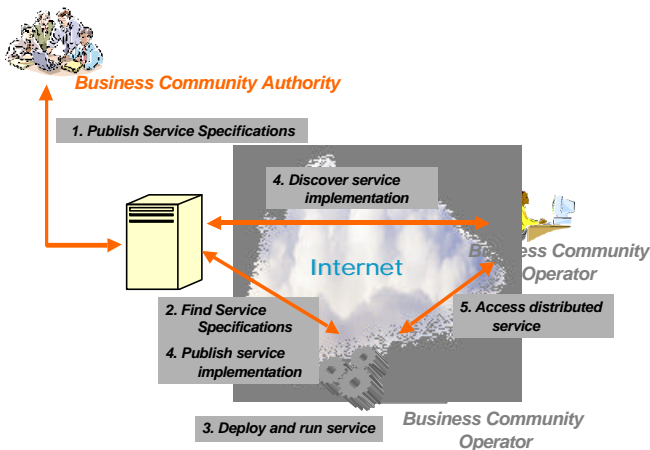 Business Community Authority
1. Publish Service Specifications
4. Discover service
implementation
Internet
Business Community
Operator
2. Find Service
Specifications
4. Publish service
implementation
5. Access distributed
service
3. Deploy and run service
Business Community
Operator